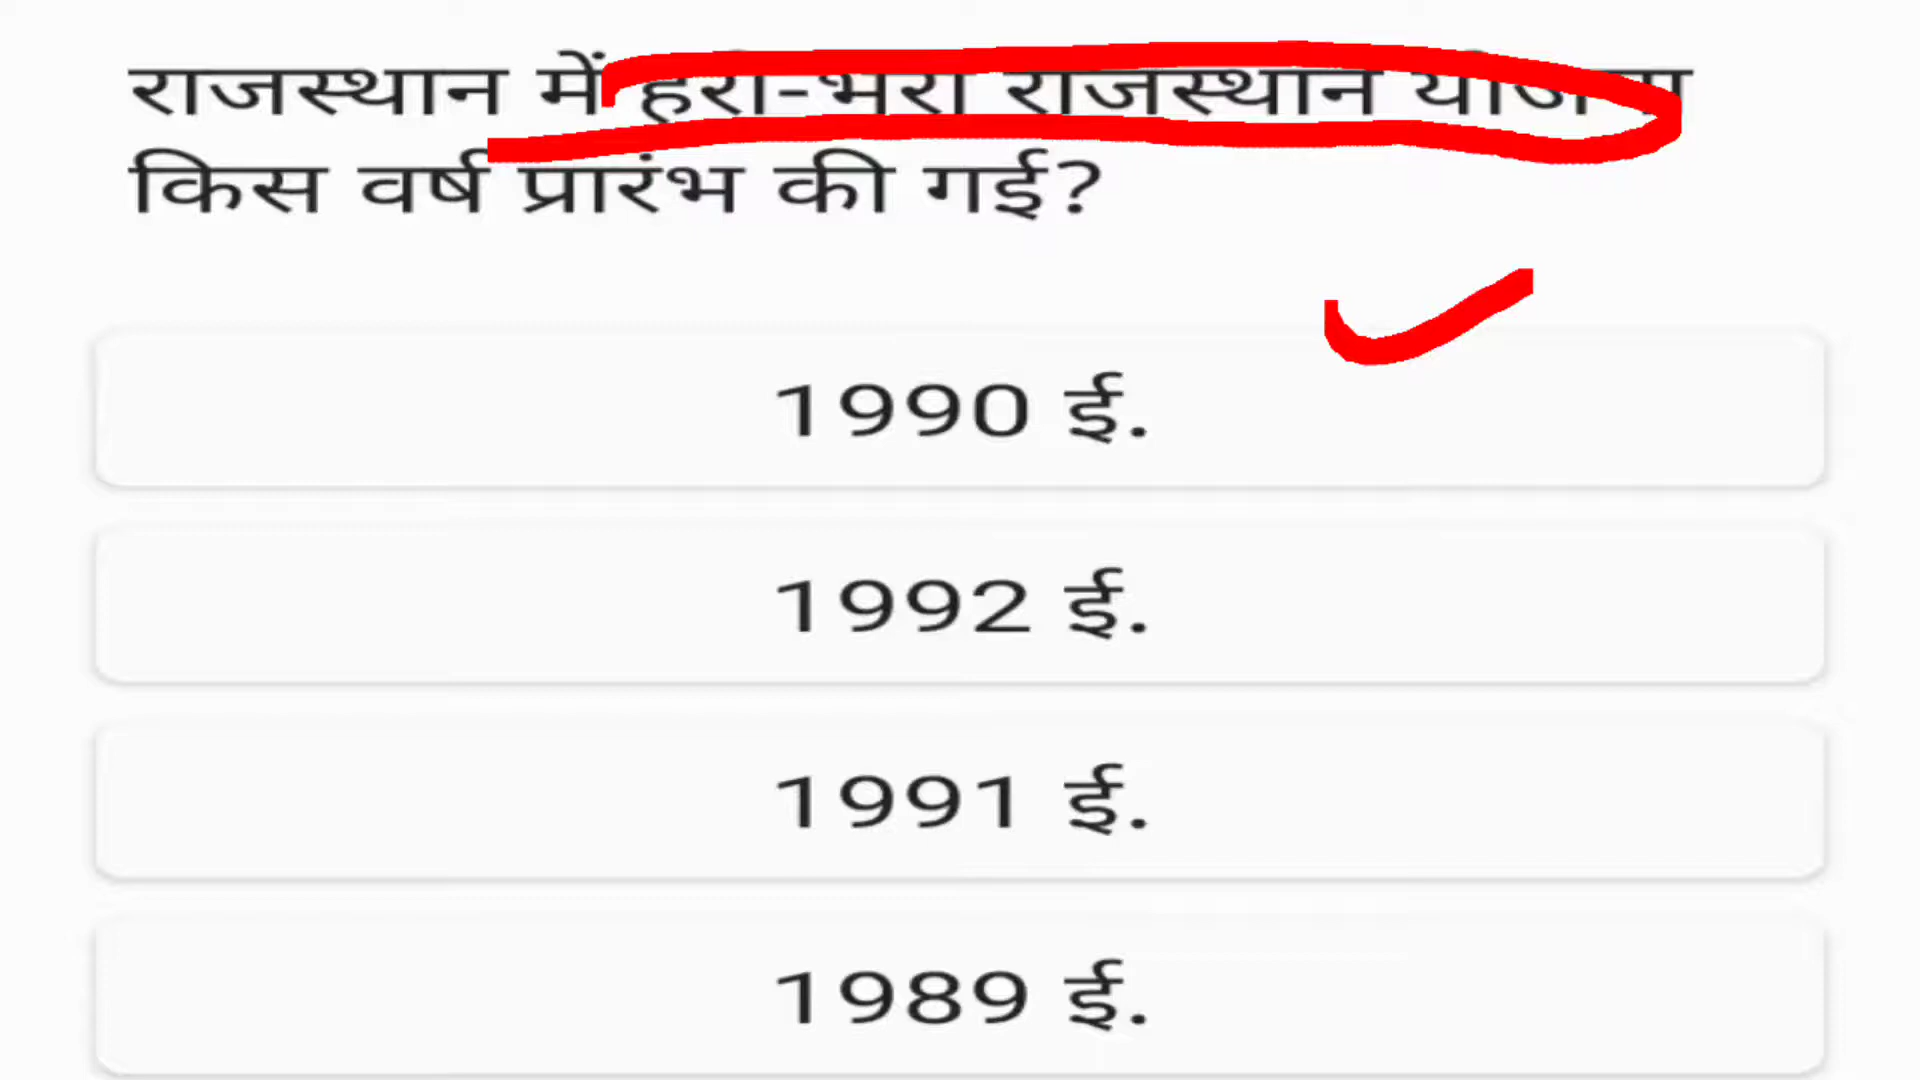 राजस्थान में हरा-भरा राजस्थान योजना
किस वर्ष प्रारंभ की गई?
1990 ई.
1992 ई.
1991 ई.
1989 ई.